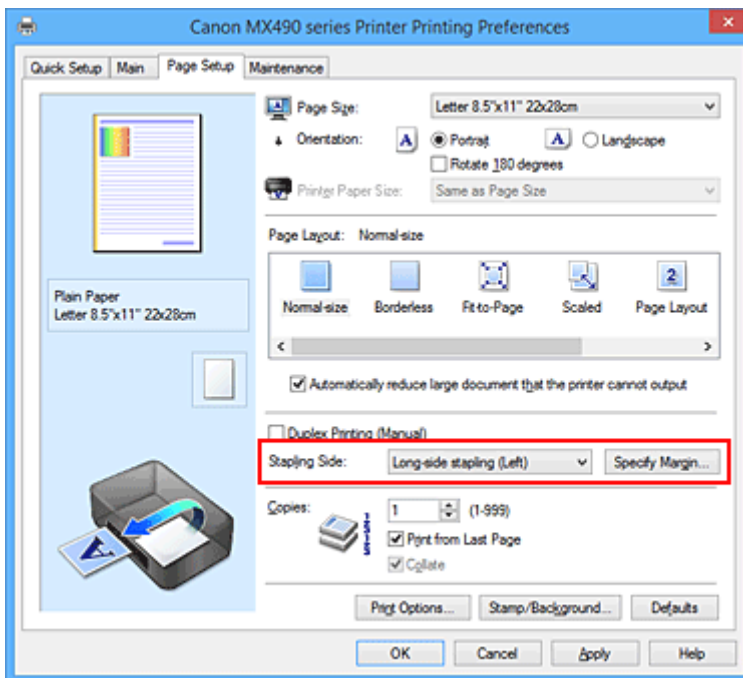 Canon MX490 series Printer Printing Preferences
Quick Setup Main Page Setup Maintenance
Page Size: Letter 8.5"x11" 22x28cm
Orientation: A Portrait A Landscape
Rotate 180 degrees
Printer Paper Size: Same as Page Size
Page Layout: Normal-size
2
Normal-size Borderless Fit-to-Page Scaled Page Layout
Plain Paper
Letter 8.5"x11" 22x28cm
Automatically reduce large document that the printer cannot output
Duplex Printing (Manual)
Stapling Side: Long-side stapling (Left) Specify Margin...
Copies: 1 (1-999)
Print from Last Page
Collate
A
Print Options... Stamp/Background... Defaults
OK Cancel Apply Help